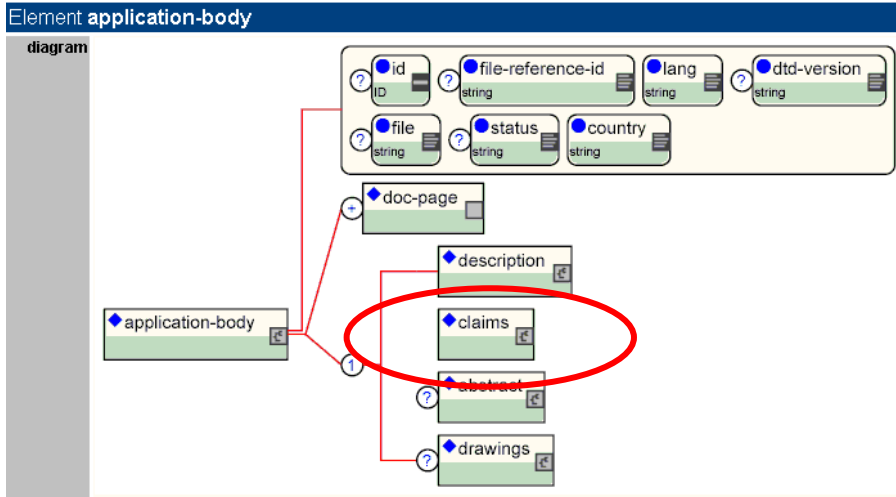 Element application-body
diagram
? id ID ? file-reference-id string lang string ? dtd-version string
? file string ? status string country string
+ doc-page
description
application-body
claims
1
? abstract
? drawings